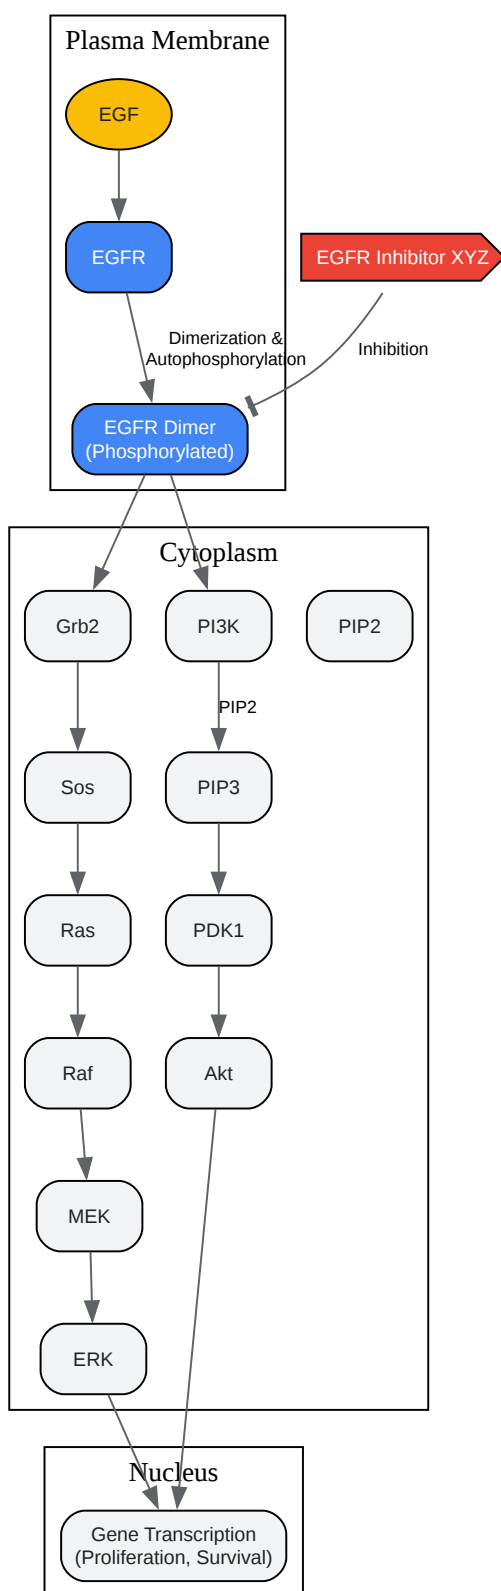 Plasma Membrane
EGF
EGFR
EGFR Inhibitor XYZ
Dimerization &
Autophosphorylation
Inhibition
EGFR Dimer
(Phosphorylated)
Cytoplasm
Grb2
PI3K
PIP2
PIP2
Sos
PIP3
Ras
PDK1
Raf
Akt
MEK
ERK
Nucleus
Gene Transcription
(Proliferation, Survival)